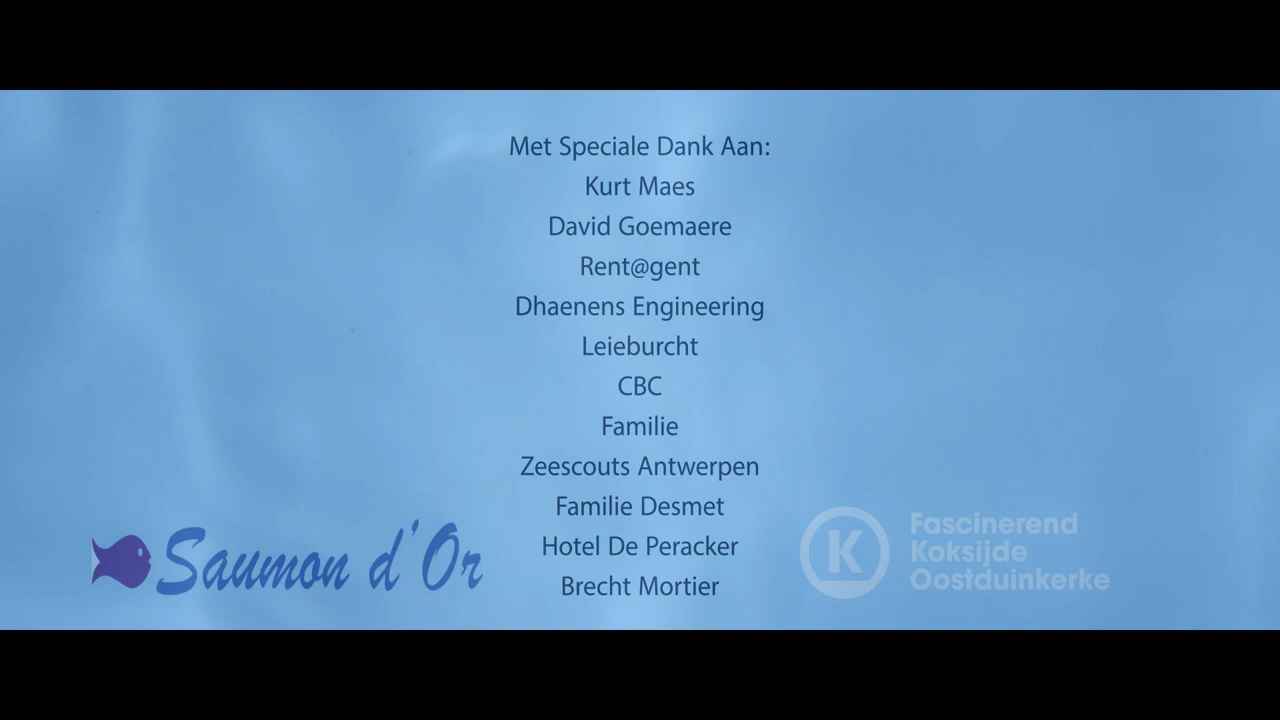 Met Speciale Dank Aan:
Kurt Maes
David Goemaere
Rent@gent
Dhaenens Engineering
Leieburcht
CBC
Familie
Zeescouts Antwerpen
Familie Desmet
Hotel De Peracker
Brecht Mortier
Saumon d'Or
K
Fascinerend
Koksijde
Oostduinkerke